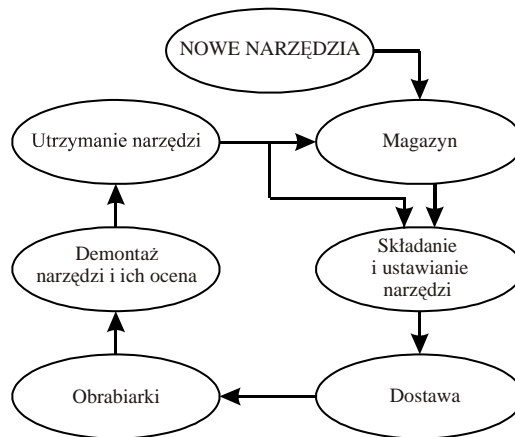 NOWE NARZĘDZIA
Utrzymanie narzędzi
Magazyn
Demontaż
narzędzi i ich ocena
Składanie
i ustawianie
narzędzi
Obrabiarki
Dostawa